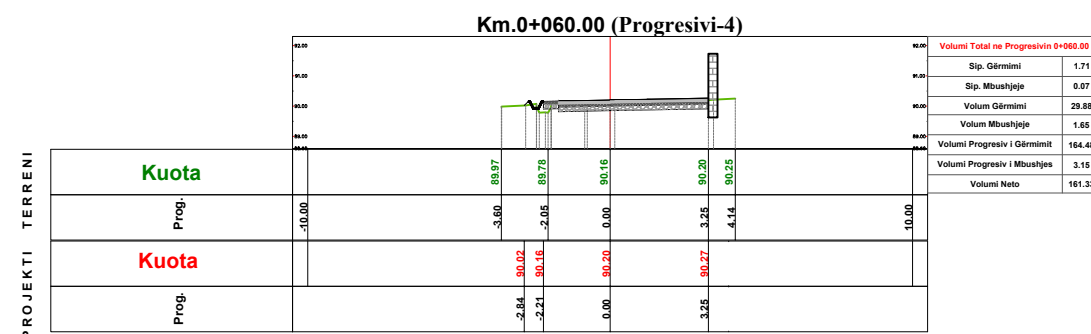 Km.0+060.00 (Progresivi-4)
92.00 92.00
91.00 91.00
90.00 90.00
89.00 89.00
Volumi Total ne Progresivin 0+060.00
Sip. Gërmimi 1.71
Sip. Mbushjeje 0.07
Volum Gërmimi 29.88
Volum Mbushjeje 1.65
Volumi Progresiv i Gërmimit 164.48
Volumi Progresiv i Mbushjes 3.15
Volumi Neto 161.33
TERRENI
Kuota 89.97 89.78 90.16 90.20 90.25
Prog. -10.00 -3.60 -2.05 0.00 3.25 4.14 10.00
PROJEKTI
Kuota 90.02 90.16 90.20 90.27
Prog. -2.84 -2.21 0.00 3.25